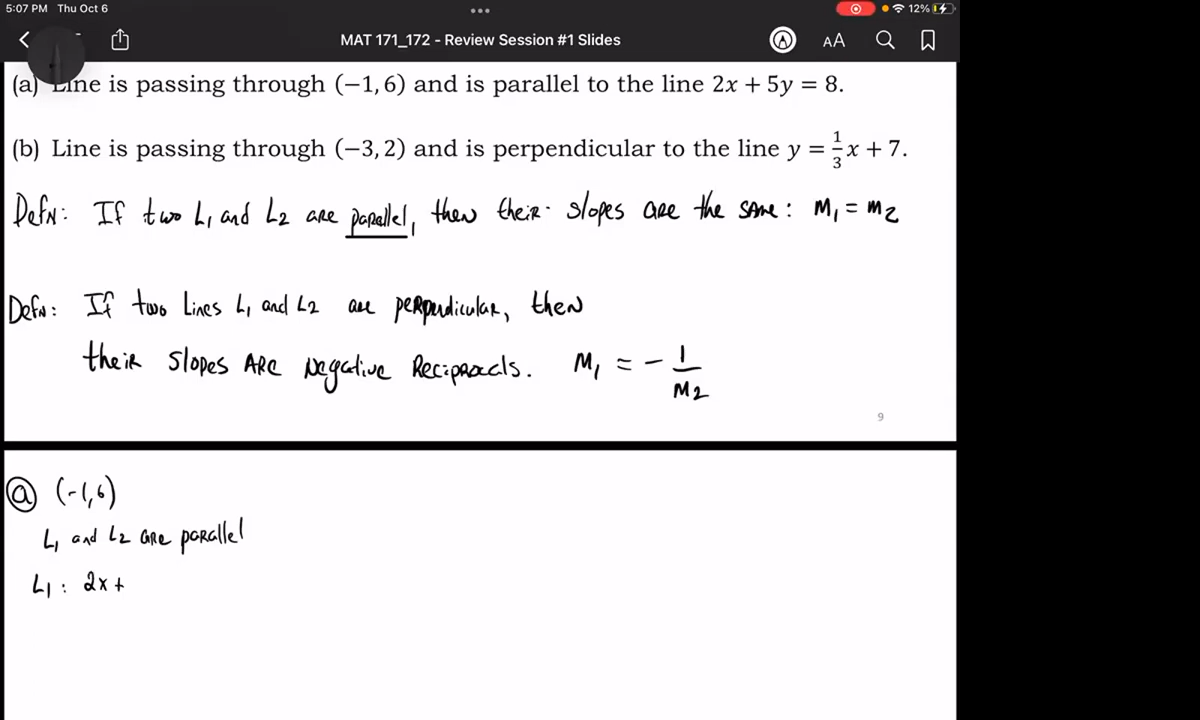 5:07 PM Thu Oct 6
12%
MAT 171_172 - Review Session #1 Slides
AA
(a) Line is passing through (−1, 6) and is parallel to the line 2x + 5y = 8.
(b) Line is passing through (−3, 2) and is perpendicular to the line y = 1/3 x + 7.
Defn: If two L1 and L2 are parallel, then their slopes are the same: M1 = M2
Defn: If two Lines L1 and L2 are perpendicular, then
their slopes are Negative Reciprocals. M1 = - 1/M2
9
(a) (-1,6)
L1 and L2 are parallel
L1: 2x+